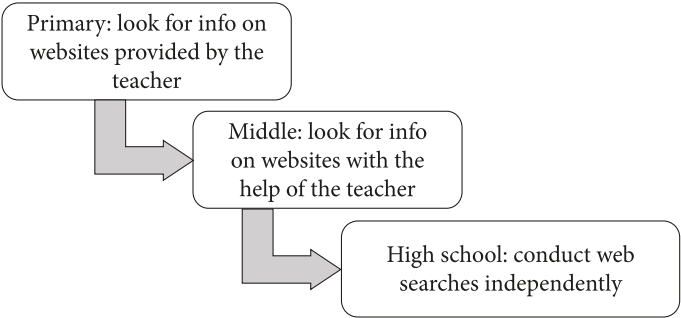 Primary: look for info on
websites provided by the
teacher
Middle: look for info
on websites with the
help of the teacher
High school: conduct web
searches independently